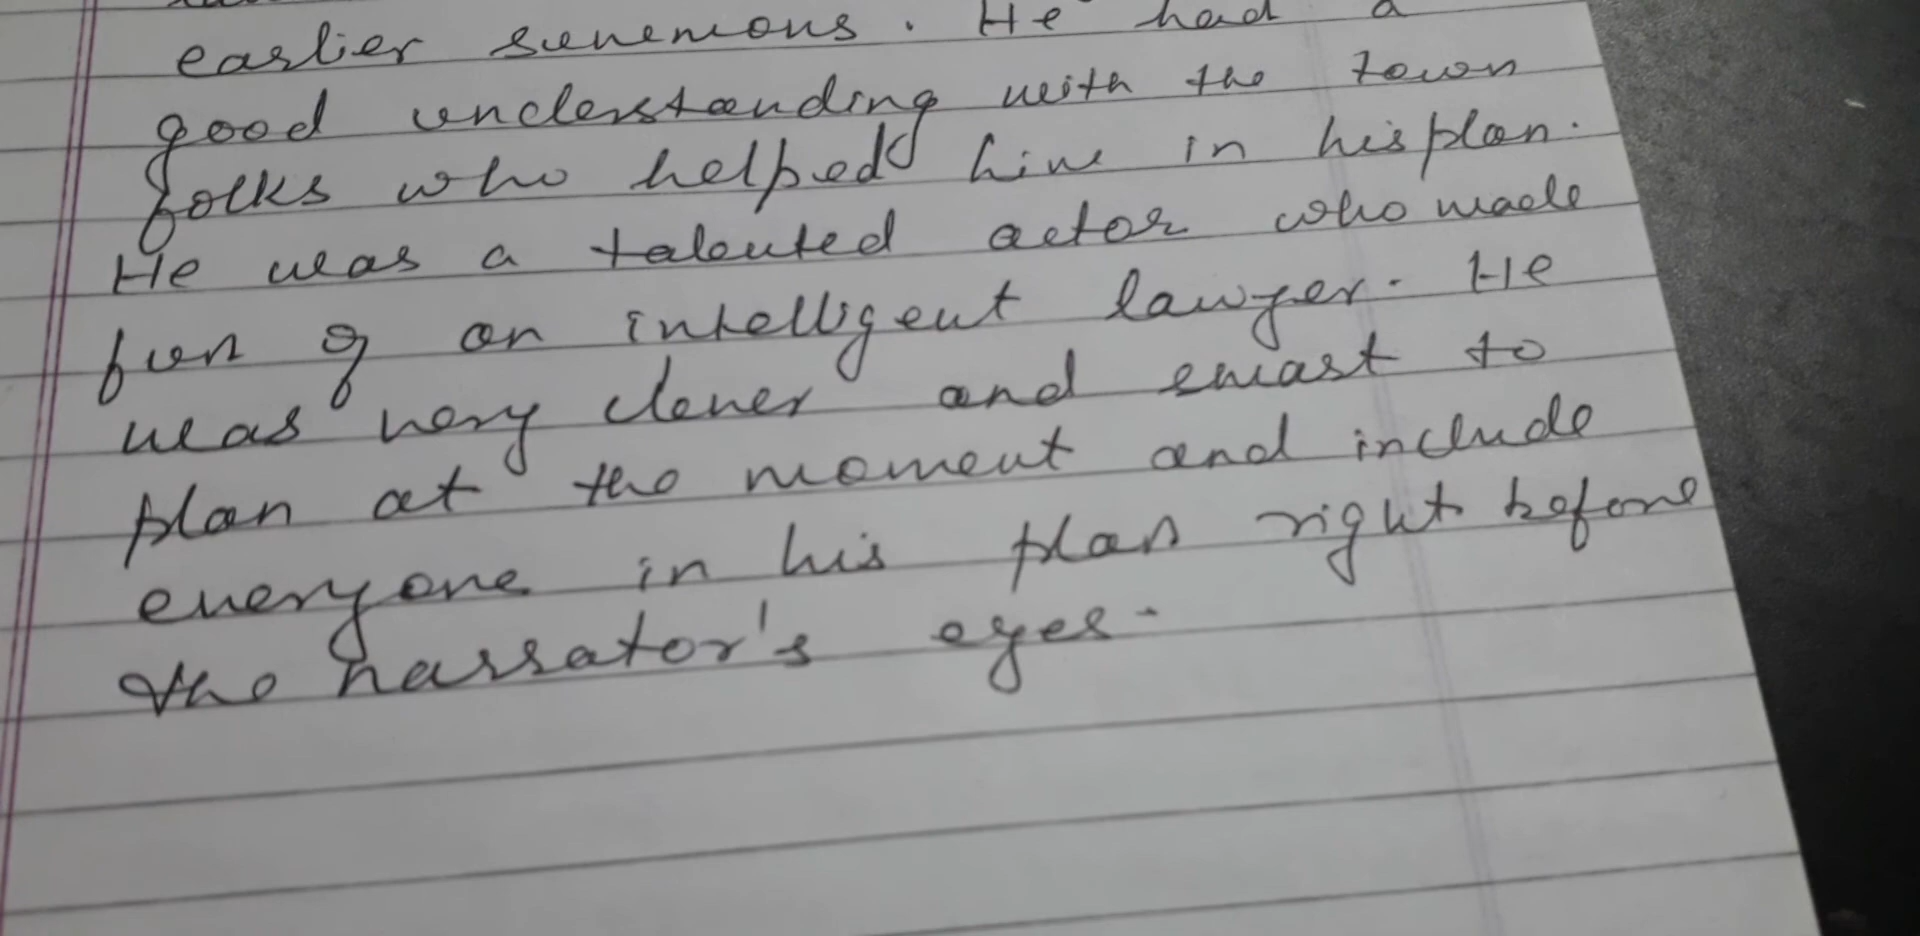 earlier summons. He had a
good understanding with the town
folks who helped him in his plan.
He was a talented actor who made
fun of an intelligent lawyer. He
was very clever and smart to
plan at the moment and include
everyone in his plan right before
the narrator's eyes.